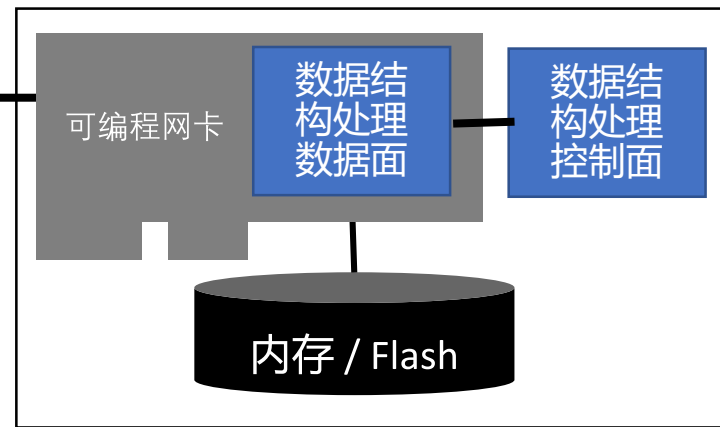 可编程网卡
数据结
构处理
数据面
数据结
构处理
控制面
内存 / Flash